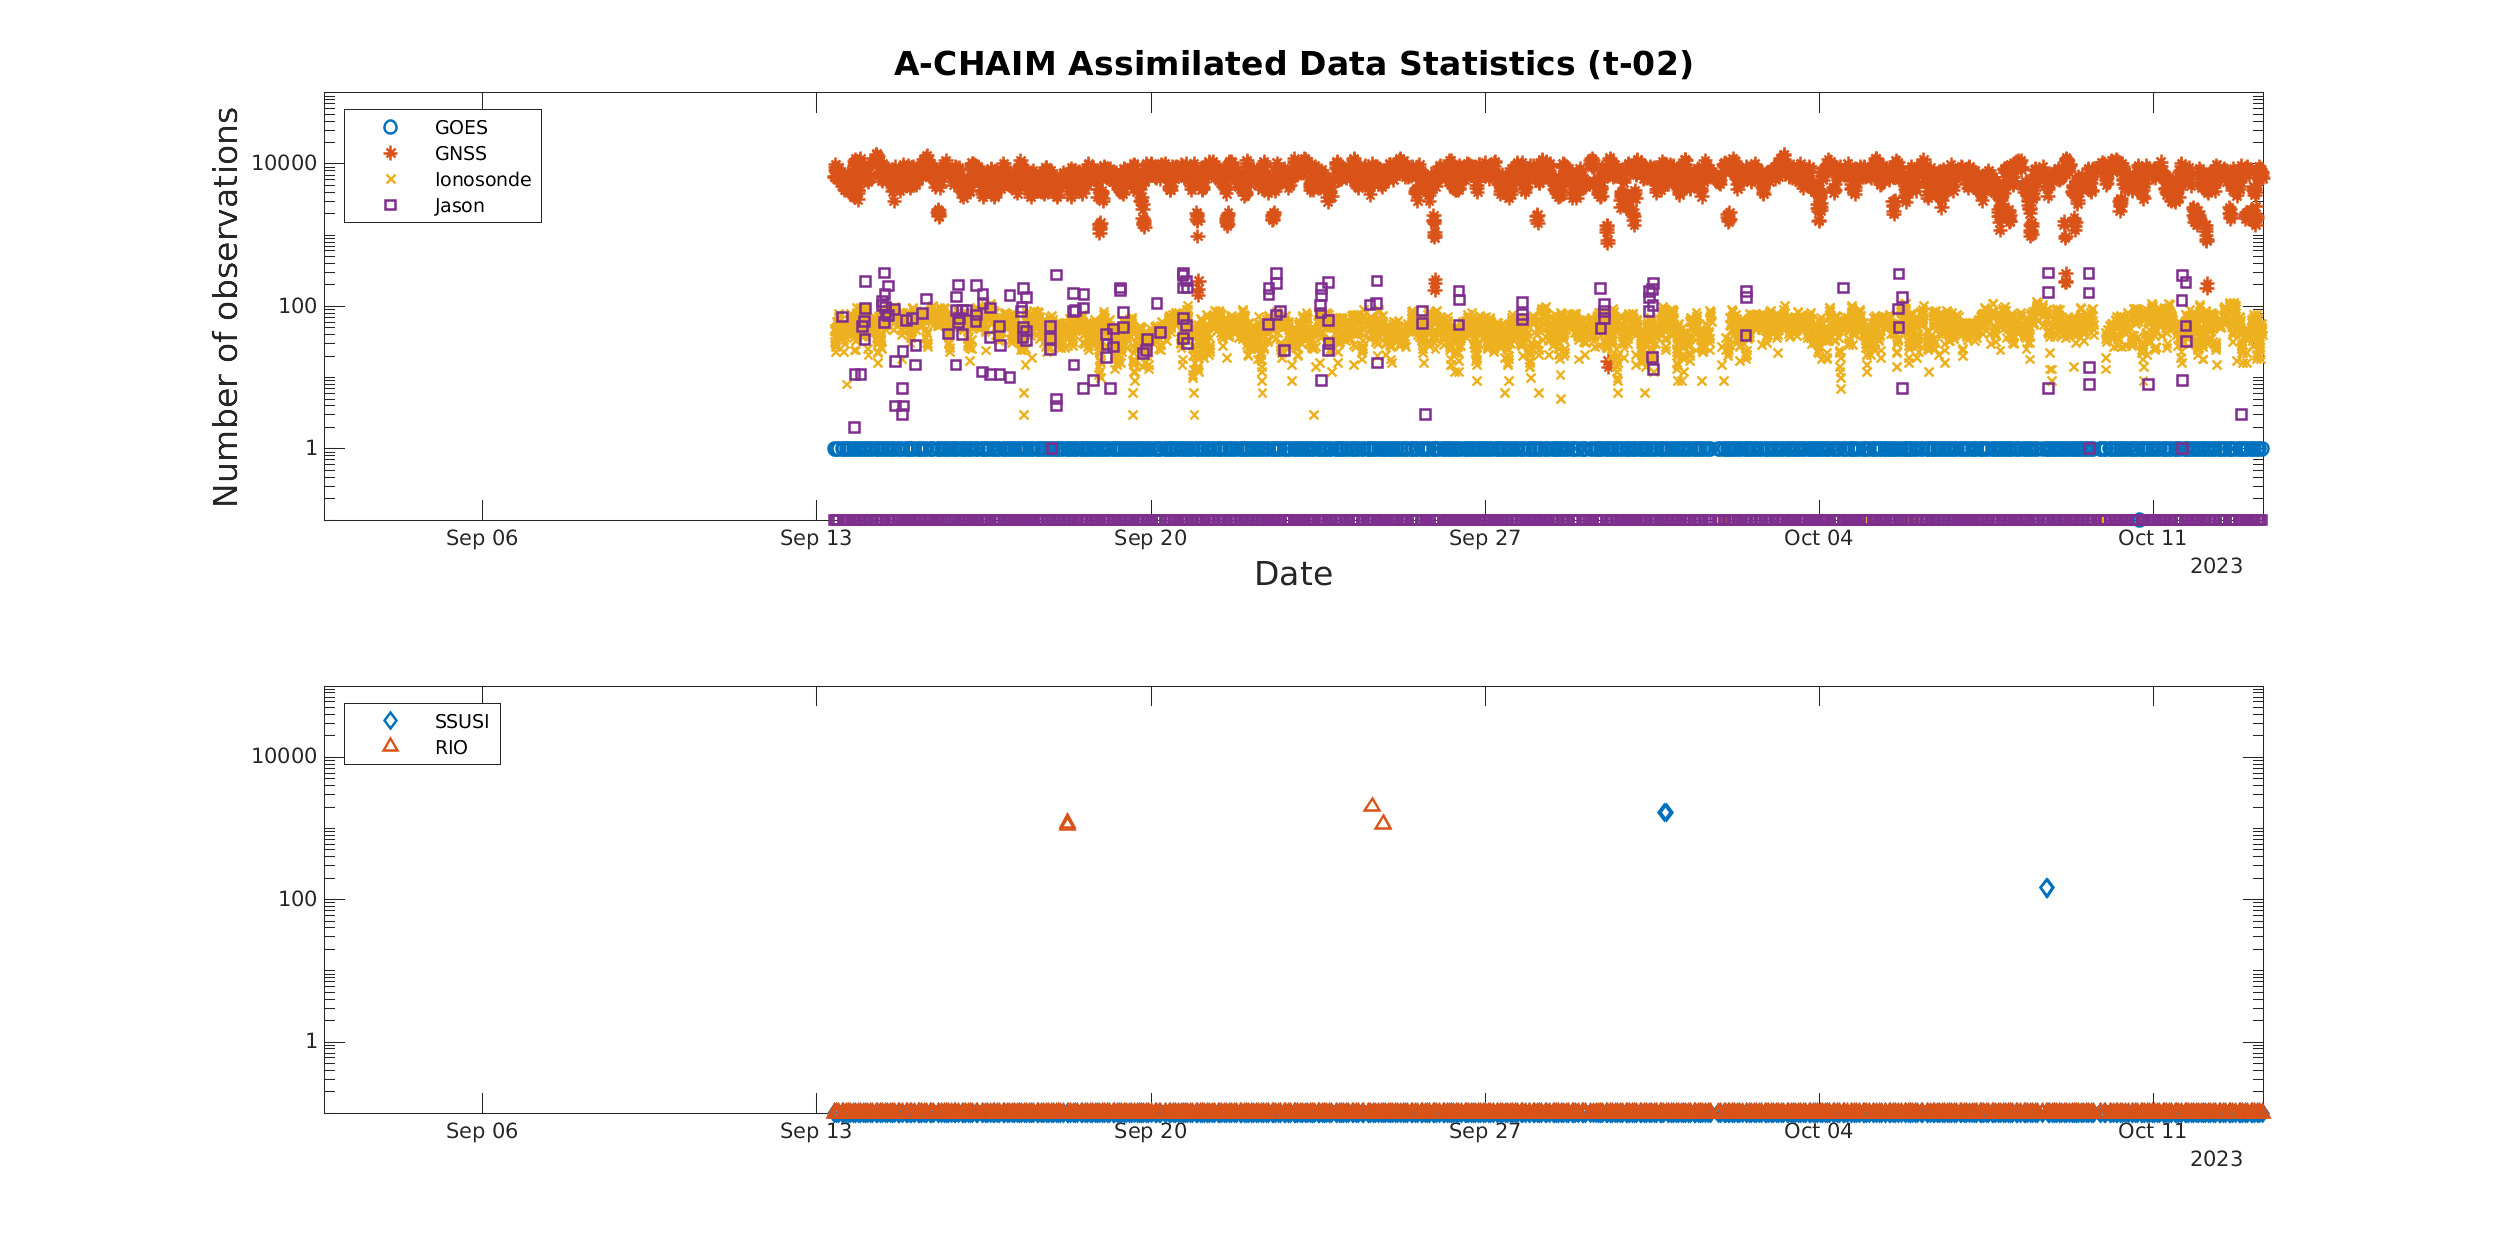 A-CHAIM Assimilated Data Statistics (t-02)
Number of observations
10000
100
1
GOES
GNSS
Ionosonde
Jason
Sep 06
Sep 13
Sep 20
Sep 27
Oct 04
Oct 11
2023
Date
10000
100
1
SSUSI
RIO
Sep 06
Sep 13
Sep 20
Sep 27
Oct 04
Oct 11
2023